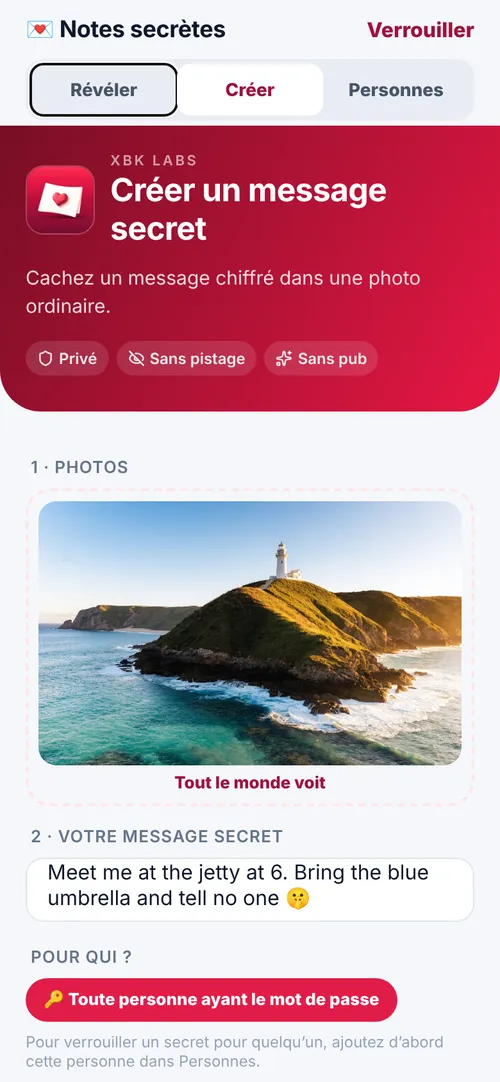 💌 Notes secrètes
Verrouiller
Révéler
Créer
Personnes
XBK LABS
Créer un message
secret
Cachez un message chiffré dans une photo
ordinaire.
Privé
Sans pistage
Sans pub
1 · PHOTOS
Tout le monde voit
2 · VOTRE MESSAGE SECRET
Meet me at the jetty at 6. Bring the blue
umbrella and tell no one 🤫
POUR QUI ?
🔑 Toute personne ayant le mot de passe
Pour verrouiller un secret pour quelqu’un, ajoutez d’abord
cette personne dans Personnes.